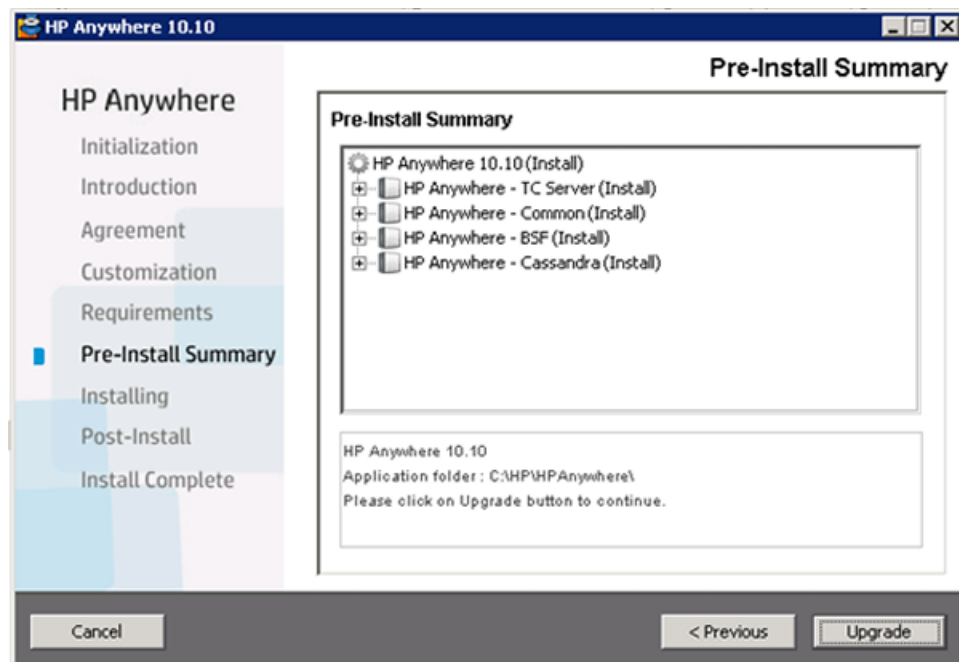 HP Anywhere 10.10
Pre-Install Summary
HP Anywhere
Initialization
Introduction
Agreement
Customization
Requirements
Pre-Install Summary
Installing
Post-Install
Install Complete
Pre-Install Summary
HP Anywhere 10.10 (Install)
HP Anywhere - TC Server (Install)
HP Anywhere - Common (Install)
HP Anywhere - BSF (Install)
HP Anywhere - Cassandra (Install)
HP Anywhere 10.10
Application folder : C:\HP\HPAnywhere\
Please click on Upgrade button to continue.
Cancel
< Previous
Upgrade